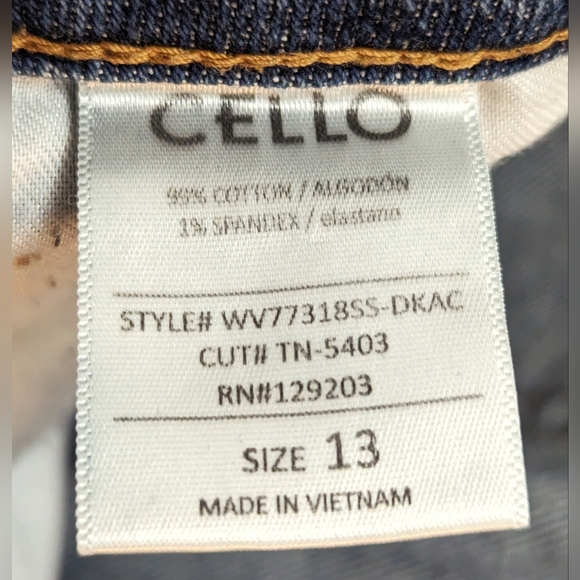 CELLO
99% COTTON / ALGODÓN
1% SPANDEX / elastano
STYLE# WV77318SS-DKAC
CUT# TN-5403
RN#129203
SIZE 13
MADE IN VIETNAM